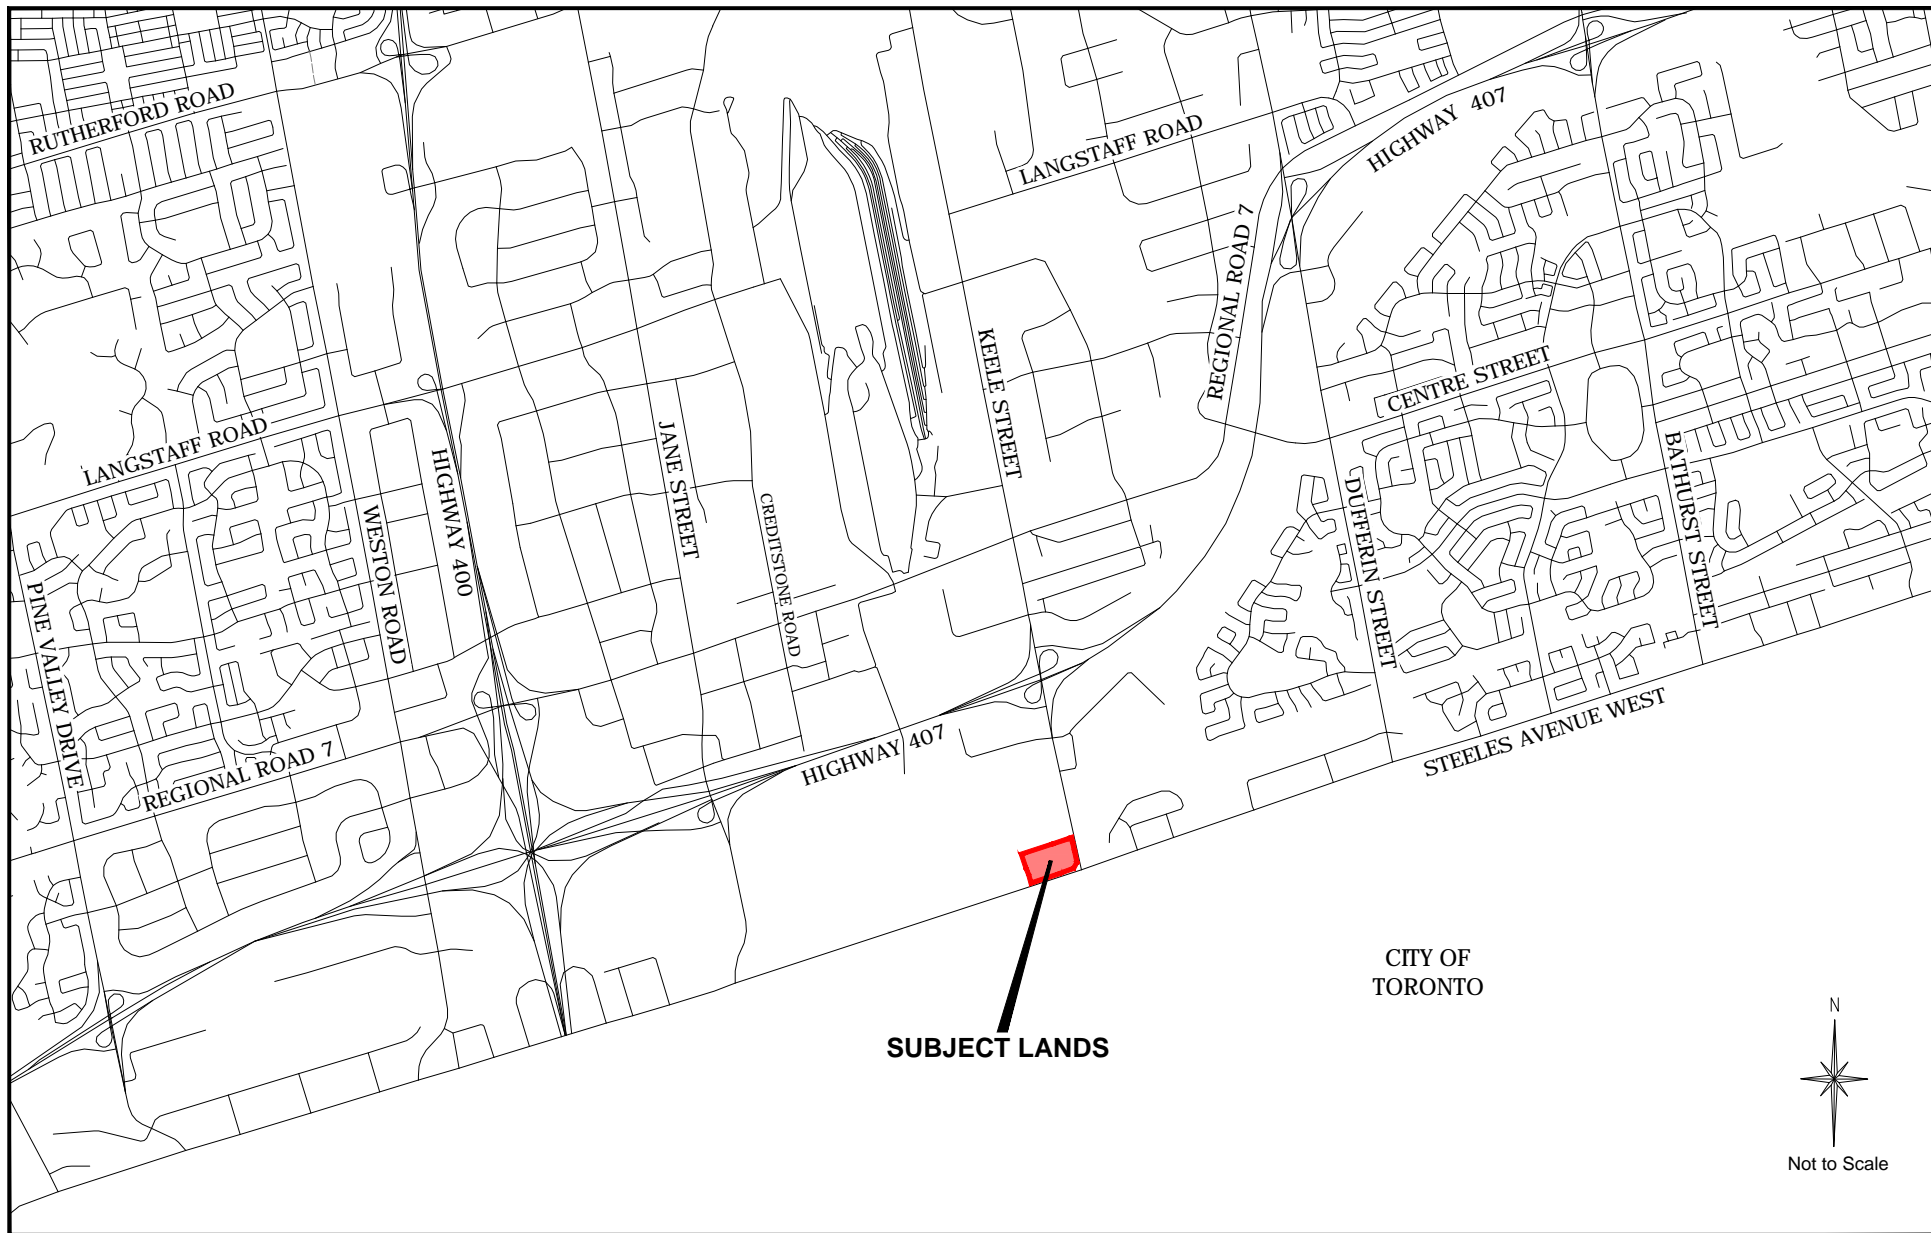 RUTHERFORD ROAD
HIGHWAY 407
LANGSTAFF ROAD
REGIONAL ROAD 7
KEELE STREET
CENTRE STREET
LANGSTAFF ROAD
HIGHWAY 400
JANE STREET
CREDITSTONE ROAD
WESTON ROAD
DUFFERIN STREET
BATHURST STREET
PINE VALLEY DRIVE
STEELES AVENUE WEST
HIGHWAY 407
REGIONAL ROAD 7
CITY OF
TORONTO
SUBJECT LANDS
N
Not to Scale